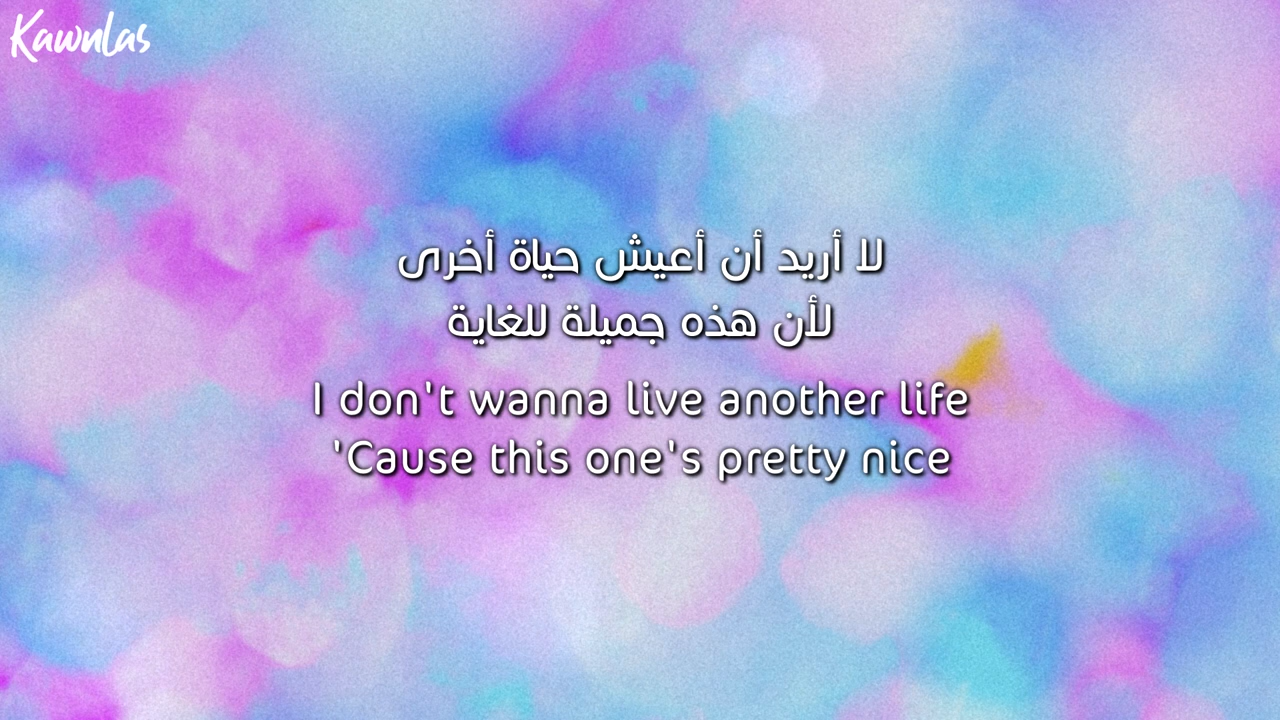 Kawnlas
لا أريد أن أعيش حياة أخرى
لأن هذه جميلة للغاية
I don't wanna live another life
'Cause this one's pretty nice